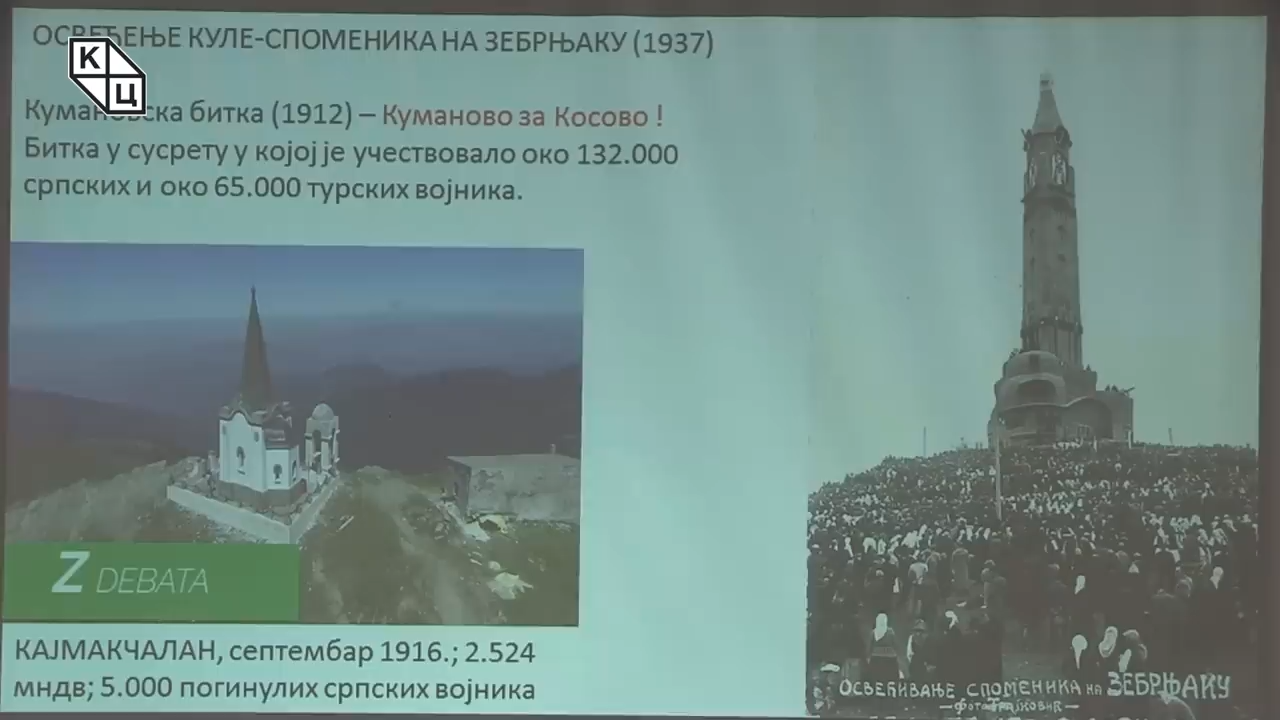 ОСВЕЂЕЊЕ КУЛЕ-СПОМЕНИКА НА ЗЕБРЊАКУ (1937)
К
Ц
Кумановска битка (1912) – Куманово за Косово !
Битка у сусрету у којој је учествовало око 132.000
српских и око 65.000 турских војника.
Z DEBATA
КАЈМАКЧАЛАН, септембар 1916.; 2.524
мндв; 5.000 погинулих српских војника
ОСВЕЋИВАЊЕ СПОМЕНИКА на ЗЕБРЊАКУ
—Фото Трајковић—